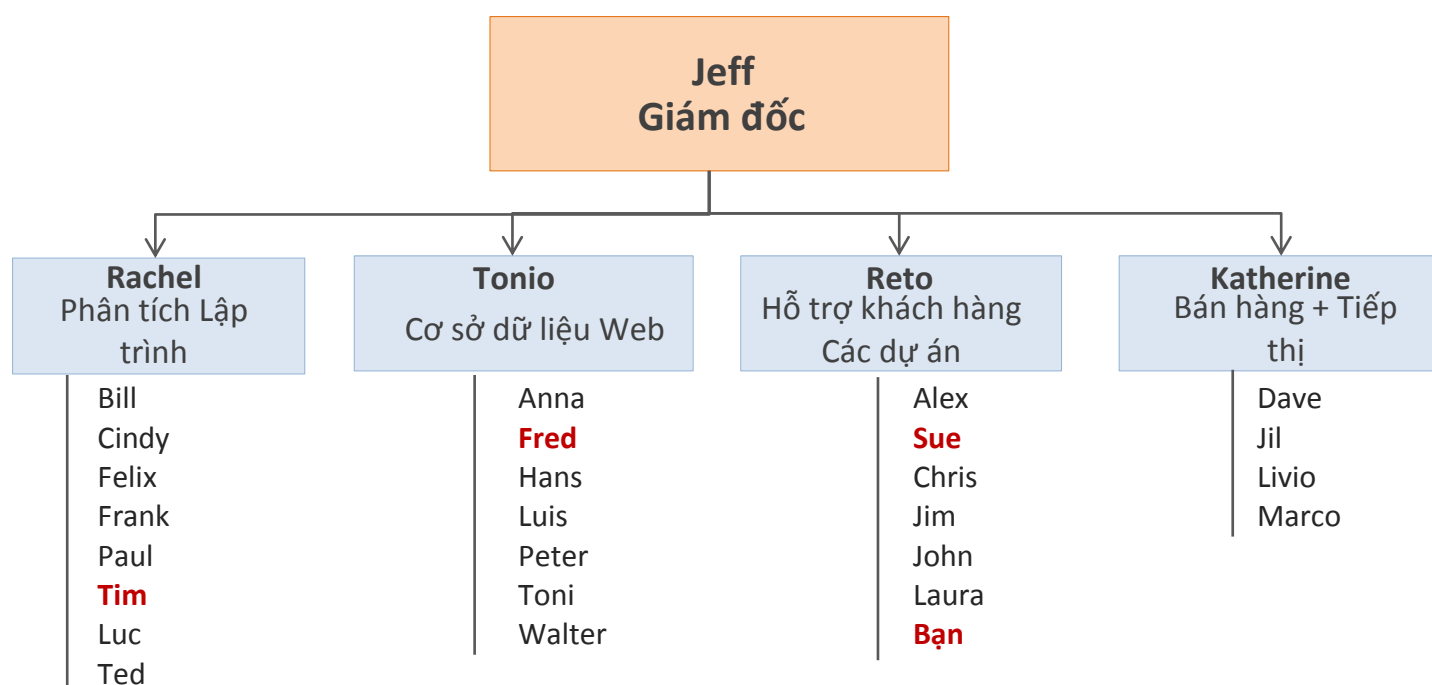 Jeff
Giám đốc
Rachel
Phân tích Lập
trình
Tonio
Cơ sở dữ liệu Web
Reto
Hỗ trợ khách hàng
Các dự án
Katherine
Bán hàng + Tiếp
thị
Bill
Cindy
Felix
Frank
Paul
Tim
Luc
Ted
Anna
Fred
Hans
Luis
Peter
Toni
Walter
Alex
Sue
Chris
Jim
John
Laura
Bạn
Dave
Jil
Livio
Marco